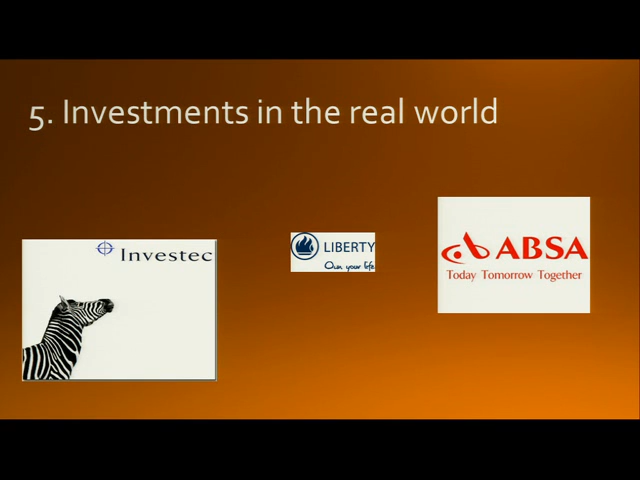 5. Investments in the real world
Investec
LIBERTY
Own your life
ABSA
Today Tomorrow Together